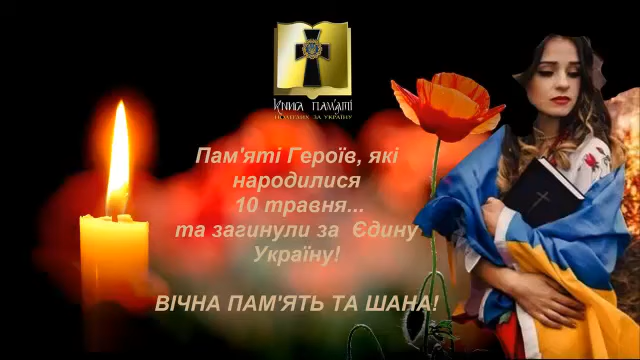 Книга пам'яті
полеглих за україну
Пам'яті Героїв, які
народилися
10 травня...
та загинули за Єдину
Україну!
ВІЧНА ПАМ'ЯТЬ ТА ШАНА!